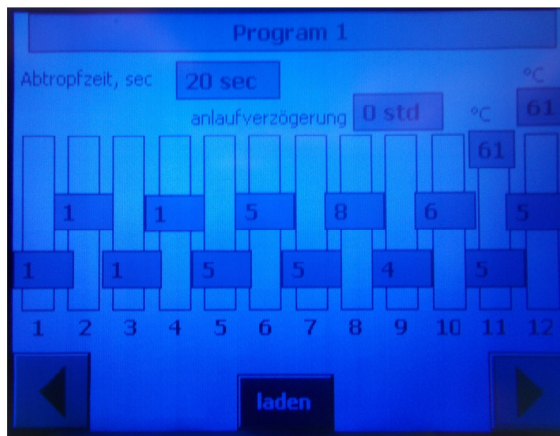 Program 1
°C
Abtropfzeit, sec 20 sec
anlaufverzögerung 0 std °C 61
61
1 1 5 8 6 5
1 1 5 5 4 5
1 2 3 4 5 6 7 8 9 10 11 12
laden